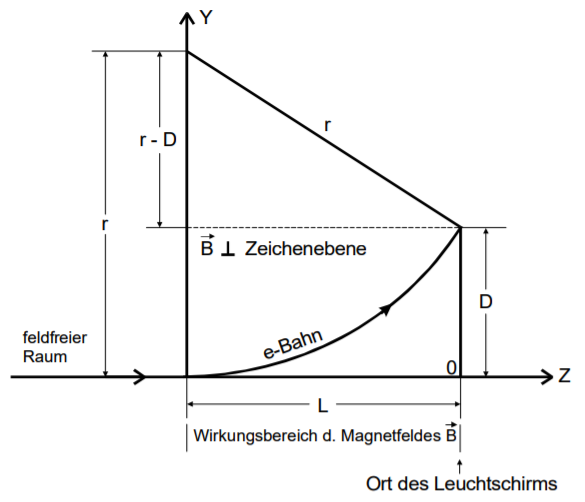 Y
r
r - D
r
B ⊥ Zeichenebene
D
feldfreier
Raum
e-Bahn
0
Z
L
Wirkungsbereich d. Magnetfeldes B
Ort des Leuchtschirms